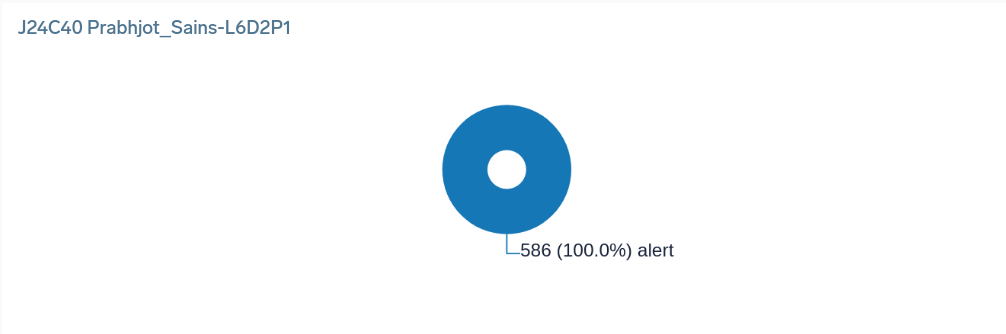 J24C40 Prabhjot_Sains-L6D2P1
586 (100.0%) alert